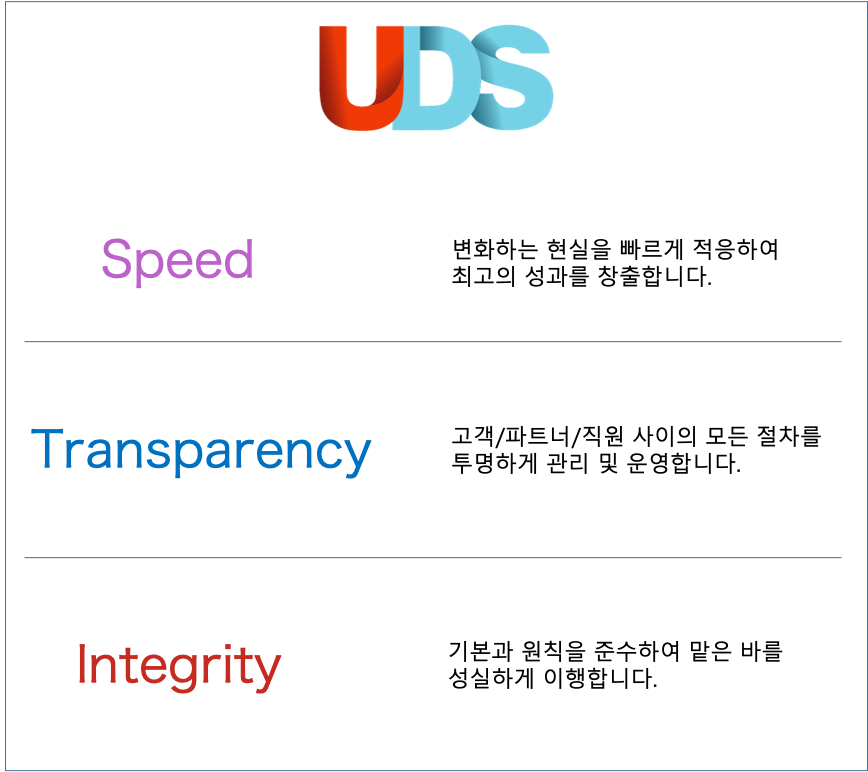 UDS
Speed
변화하는 현실을 빠르게 적응하여
최고의 성과를 창출합니다.
Transparency
고객/파트너/직원 사이의 모든 절차를
투명하게 관리 및 운영합니다.
Integrity
기본과 원칙을 준수하여 맡은 바를
성실하게 이행합니다.